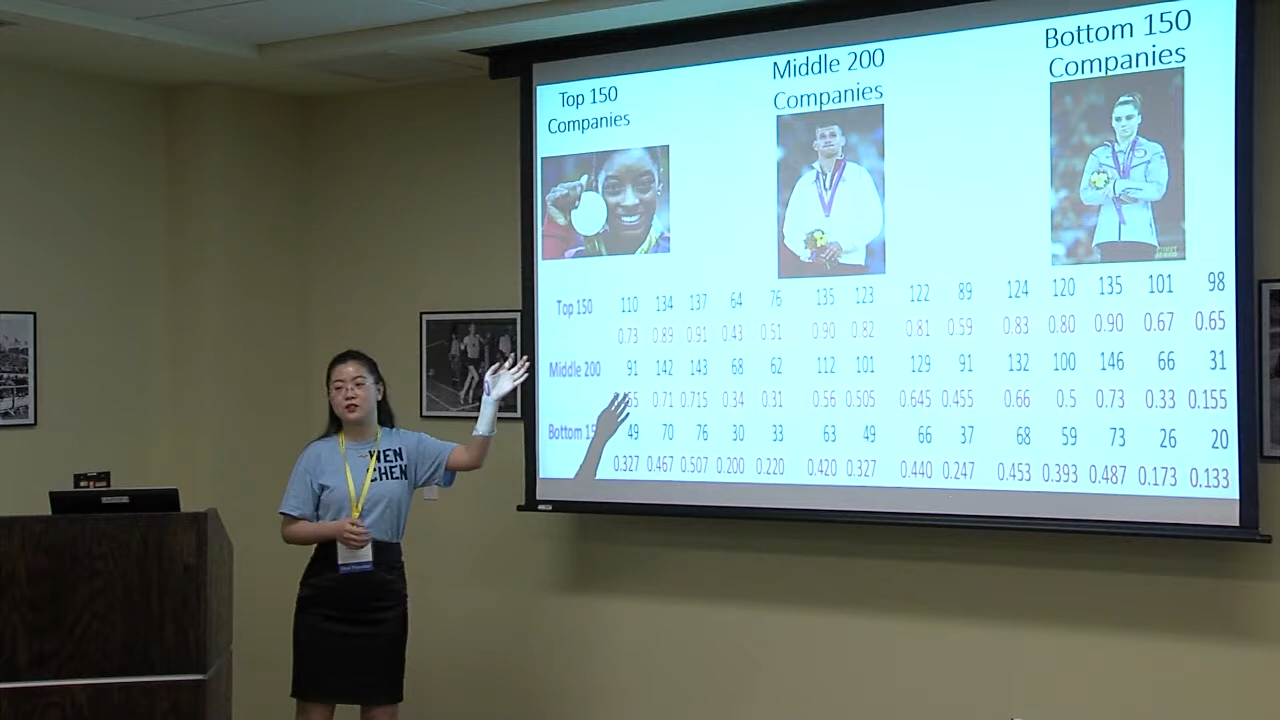 Top 150
Companies
Middle 200
Companies
Bottom 150
Companies
Top 150 110 134 137 64 76 135 123 122 89 124 120 135 101 98
0.73 0.89 0.91 0.43 0.51 0.90 0.82 0.81 0.59 0.83 0.80 0.90 0.67 0.65
Middle 200 91 142 143 68 62 112 101 129 91 132 100 146 66 31
0.71 0.715 0.34 0.31 0.56 0.505 0.645 0.455 0.66 0.5 0.73 0.33 0.155
Bottom 49 70 76 30 33 63 49 66 37 68 59 73 26 20
0.327 0.467 0.507 0.200 0.220 0.420 0.327 0.440 0.247 0.453 0.393 0.487 0.173 0.133
WEN
CHEN